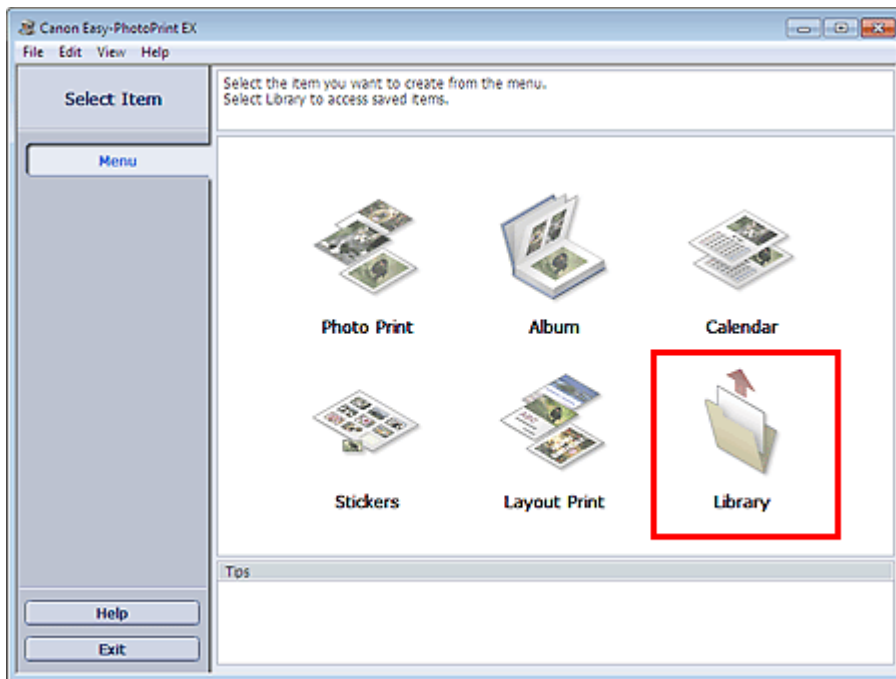 Canon Easy-PhotoPrint EX
File Edit View Help
Select Item
Select the item you want to create from the menu.
Select Library to access saved items.
Menu
Photo Print
Album
Calendar
Stickers
Layout Print
Library
Tips
Help
Exit